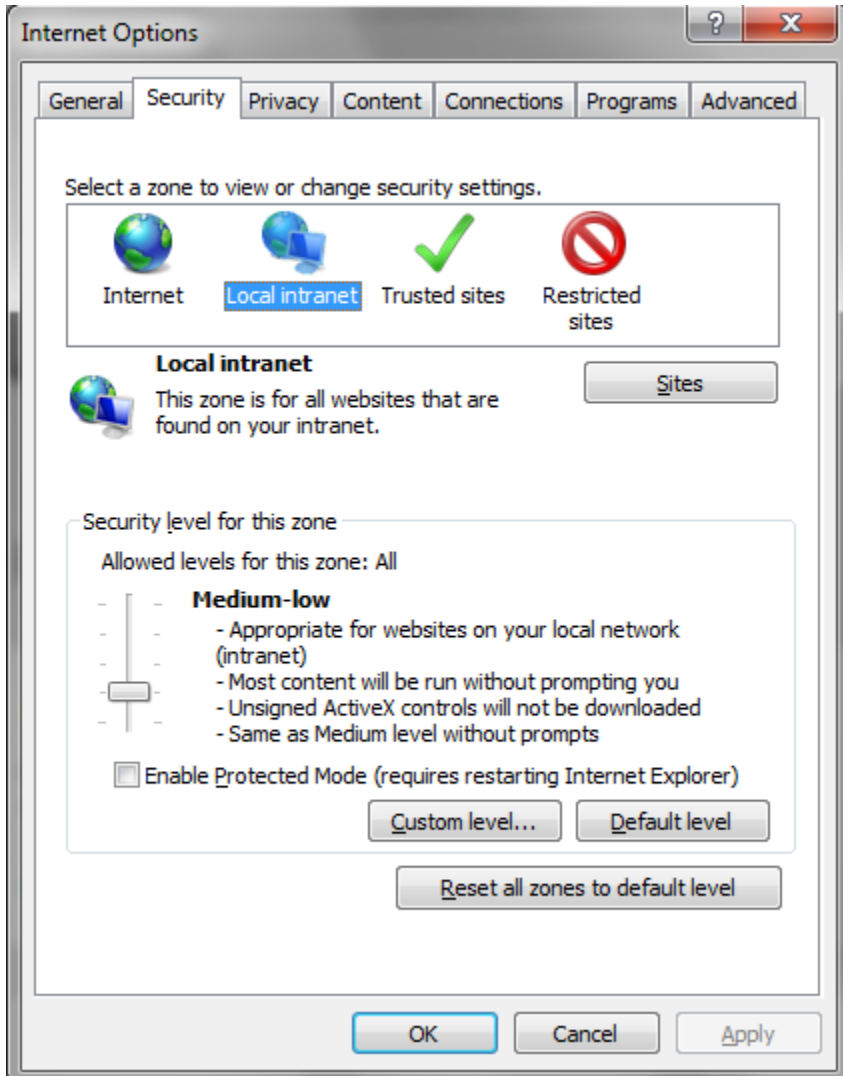 Internet Options
General Security Privacy Content Connections Programs Advanced
Select a zone to view or change security settings.
Internet Local intranet Trusted sites Restricted
sites
Local intranet
Sites
This zone is for all websites that are
found on your intranet.
Security level for this zone
Allowed levels for this zone: All
Medium-low
- Appropriate for websites on your local network
(intranet)
- Most content will be run without prompting you
- Unsigned ActiveX controls will not be downloaded
- Same as Medium level without prompts
Enable Protected Mode (requires restarting Internet Explorer)
Custom level... Default level
Reset all zones to default level
OK Cancel Apply